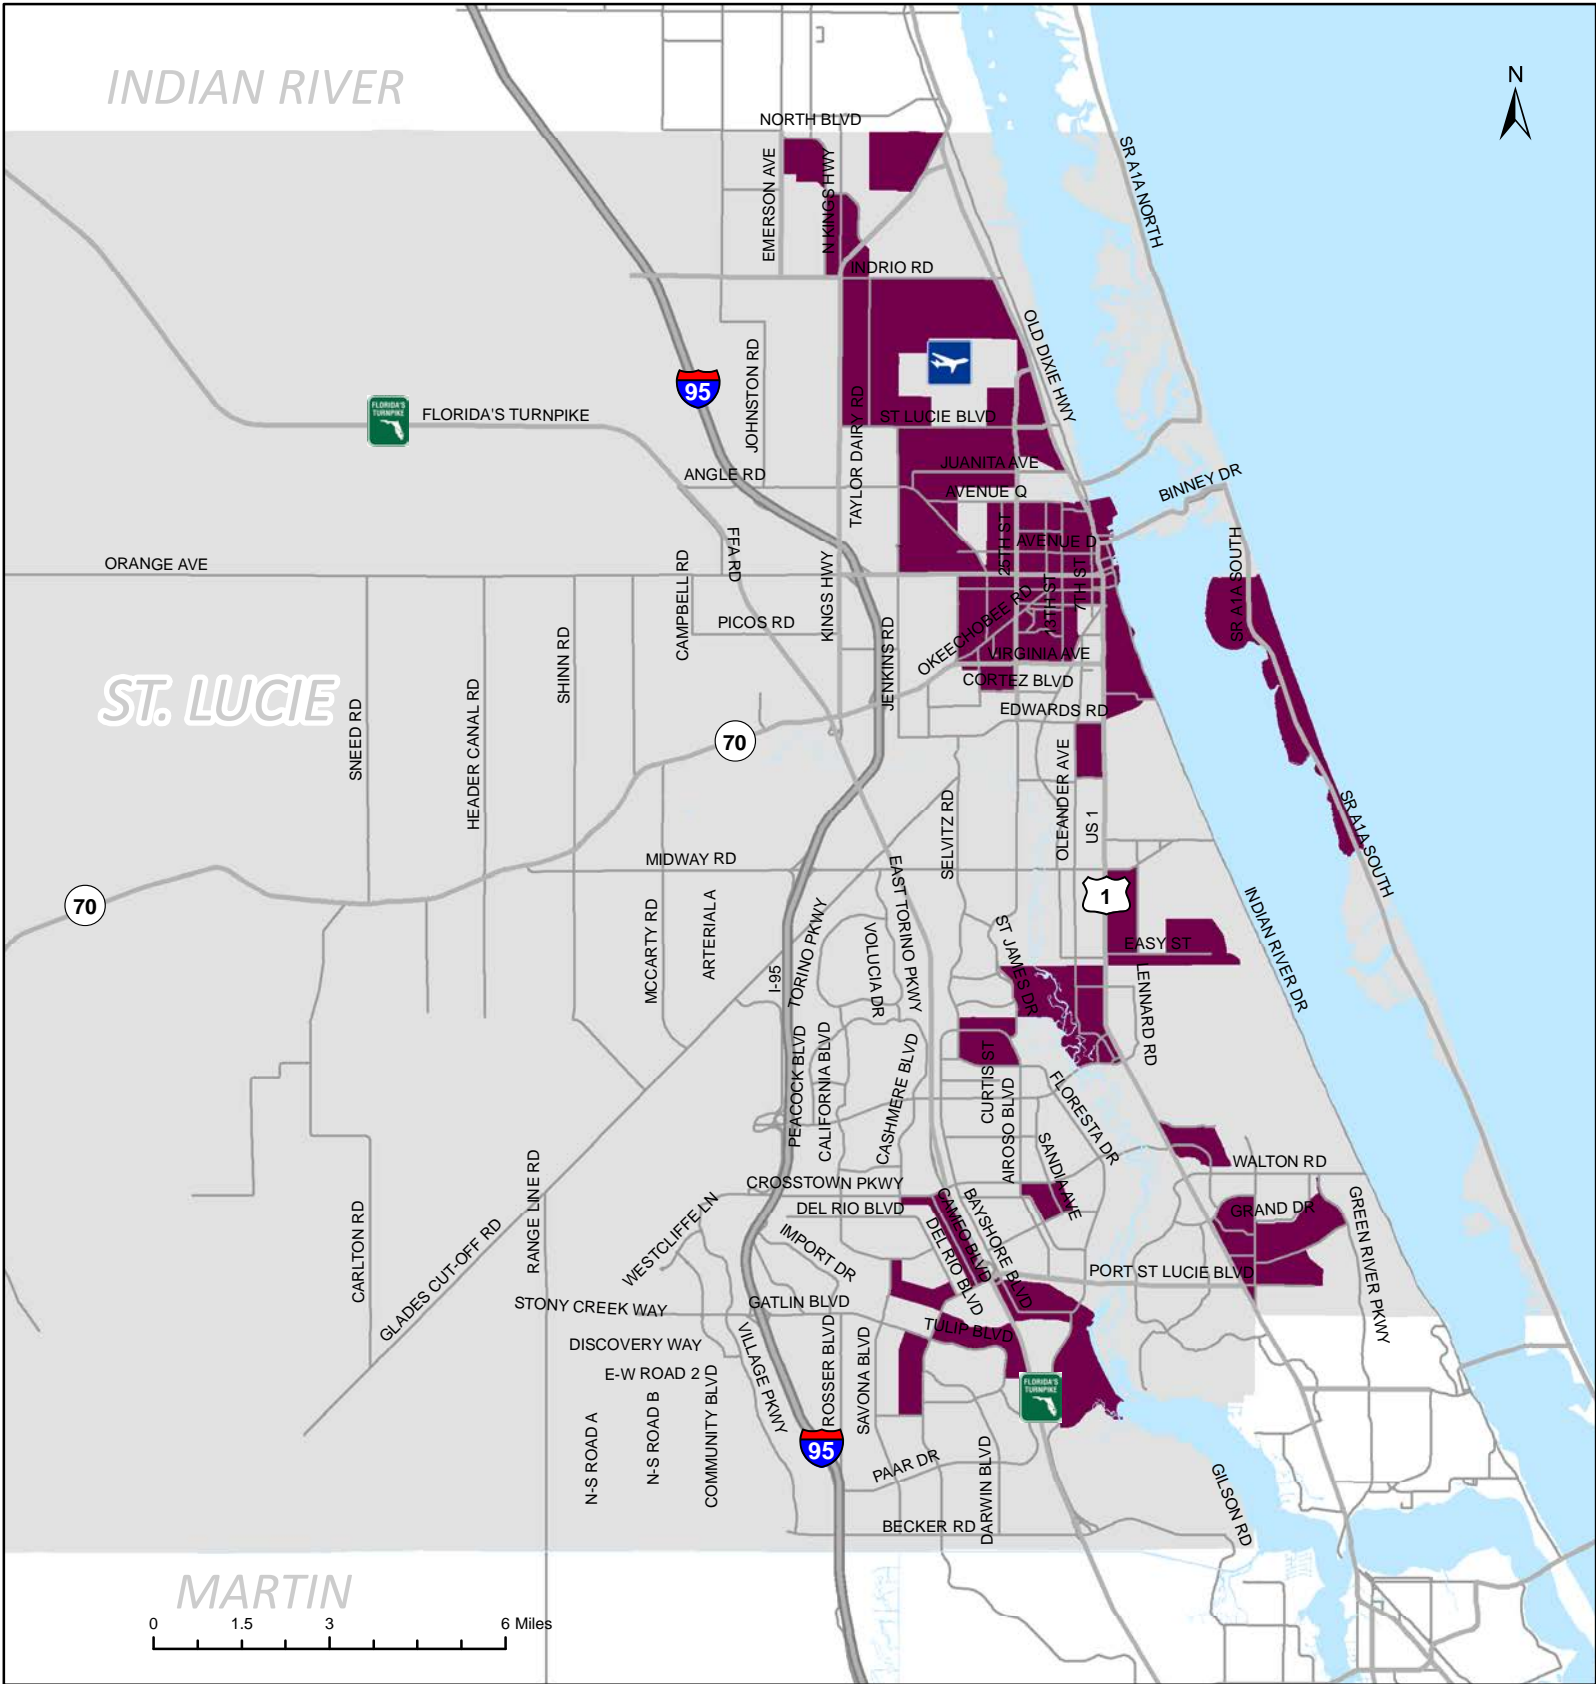 INDIAN RIVER
N
NORTH BLVD
SR A1A NORTH
EMERSON AVE
N KINGS HWY
INDRIO RD
OLD DIXIE HWY
JOHNSTON RD
95
FLORIDA'S TURNPIKE
FLORIDA'S TURNPIKE
TAYLOR DAIRY RD
ST LUCIE BLVD
JUANITA AVE
ANGLE RD
AVENUE Q
BINNEY DR
FFA RD
25TH ST
AVENUE D
SR A1A SOUTH
ORANGE AVE
CAMPBELL RD
KINGS HWY
13TH ST
7TH ST
PICOS RD
OKEECHOBEE RD
SHINN RD
JENKINS RD
VIRGINIA AVE
CORTEZ BLVD
ST. LUCIE
SNEED RD
HEADER CANAL RD
EDWARDS RD
70
OLEANDER AVE
US 1
SELVITZ RD
SR A1A SOUTH
MIDWAY RD
EAST TORINO PKWY
70
1
MCCARTY RD
ARTERIAL A
TORINO PKWY
VOLUCIA DR
ST JAMES DR
EASY ST
INDIAN RIVER DR
I-95
LENNARD RD
PEACOCK BLVD
CALIFORNIA BLVD
CASHMERE BLVD
CURTIS ST
AIROSO BLVD
FLORESTA DR
SANDIA AVE
WALTON RD
RANGE LINE RD
CROSSTOWN PKWY
WESTCLIFFE LN
DEL RIO BLVD
CAMEO BLVD
BAYSHORE BLVD
GRAND DR
GREEN RIVER PKWY
CARLTON RD
GLADES CUT-OFF RD
IMPORT DR
DEL RIO BLVD
PORT ST LUCIE BLVD
STONY CREEK WAY
GATLIN BLVD
TULIP BLVD
DISCOVERY WAY
VILLAGE PKWY
ROSSER BLVD
SAVONA BLVD
E-W ROAD 2
FLORIDA'S TURNPIKE
N-S ROAD A
N-S ROAD B
COMMUNITY BLVD
95
PAAR DR
DARWIN BLVD
GILSON RD
BECKER RD
MARTIN
0 1.5 3 6 Miles